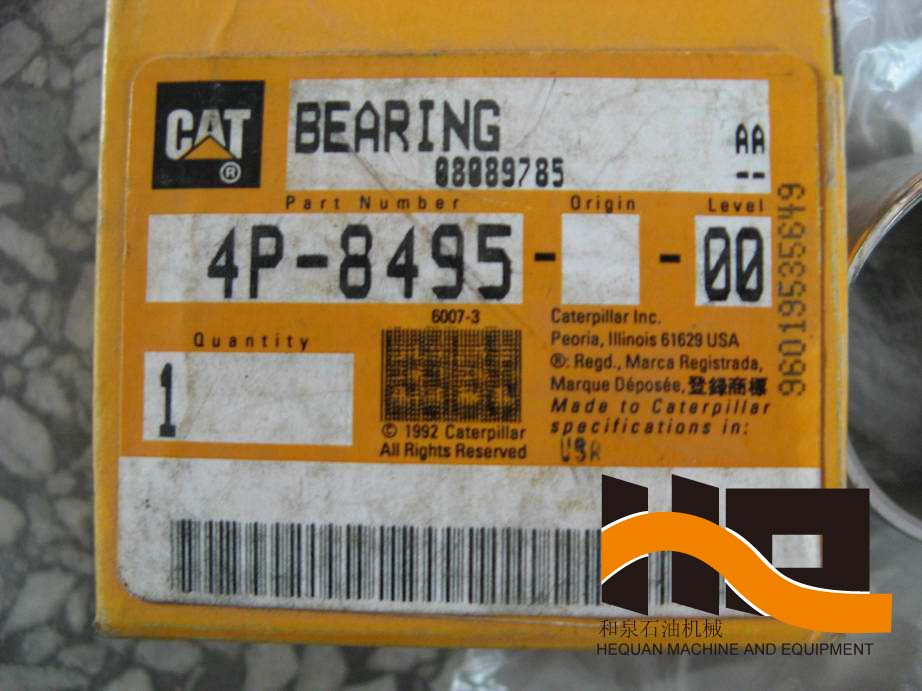 CAT®
BEARING
AA
08089785
--
Part Number
Origin
Level
4P-8495-
-00
96019535649
Quantity
1
6007-3
© 1992 Caterpillar
All Rights Reserved
Caterpillar Inc.
Peoria, Illinois 61629 USA
®: Regd., Marca Registrada,
Marque Déposée, 登録商標
Made to Caterpillar
specifications in:
USA
和泉石油机械
HEQUAN MACHINE AND EQUIPMENT